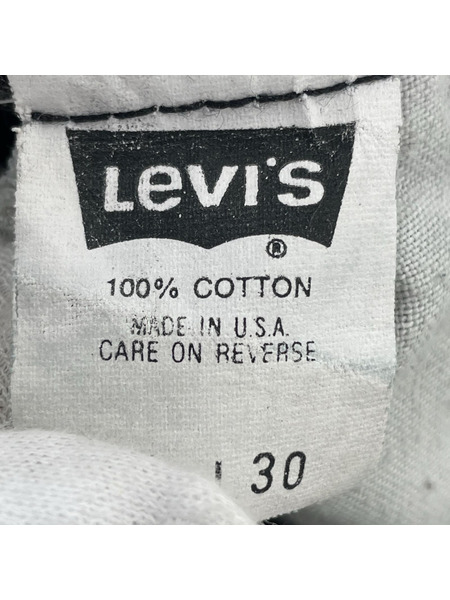 Levi's
®
100% COTTON
MADE IN U.S.A.
CARE ON REVERSE
30